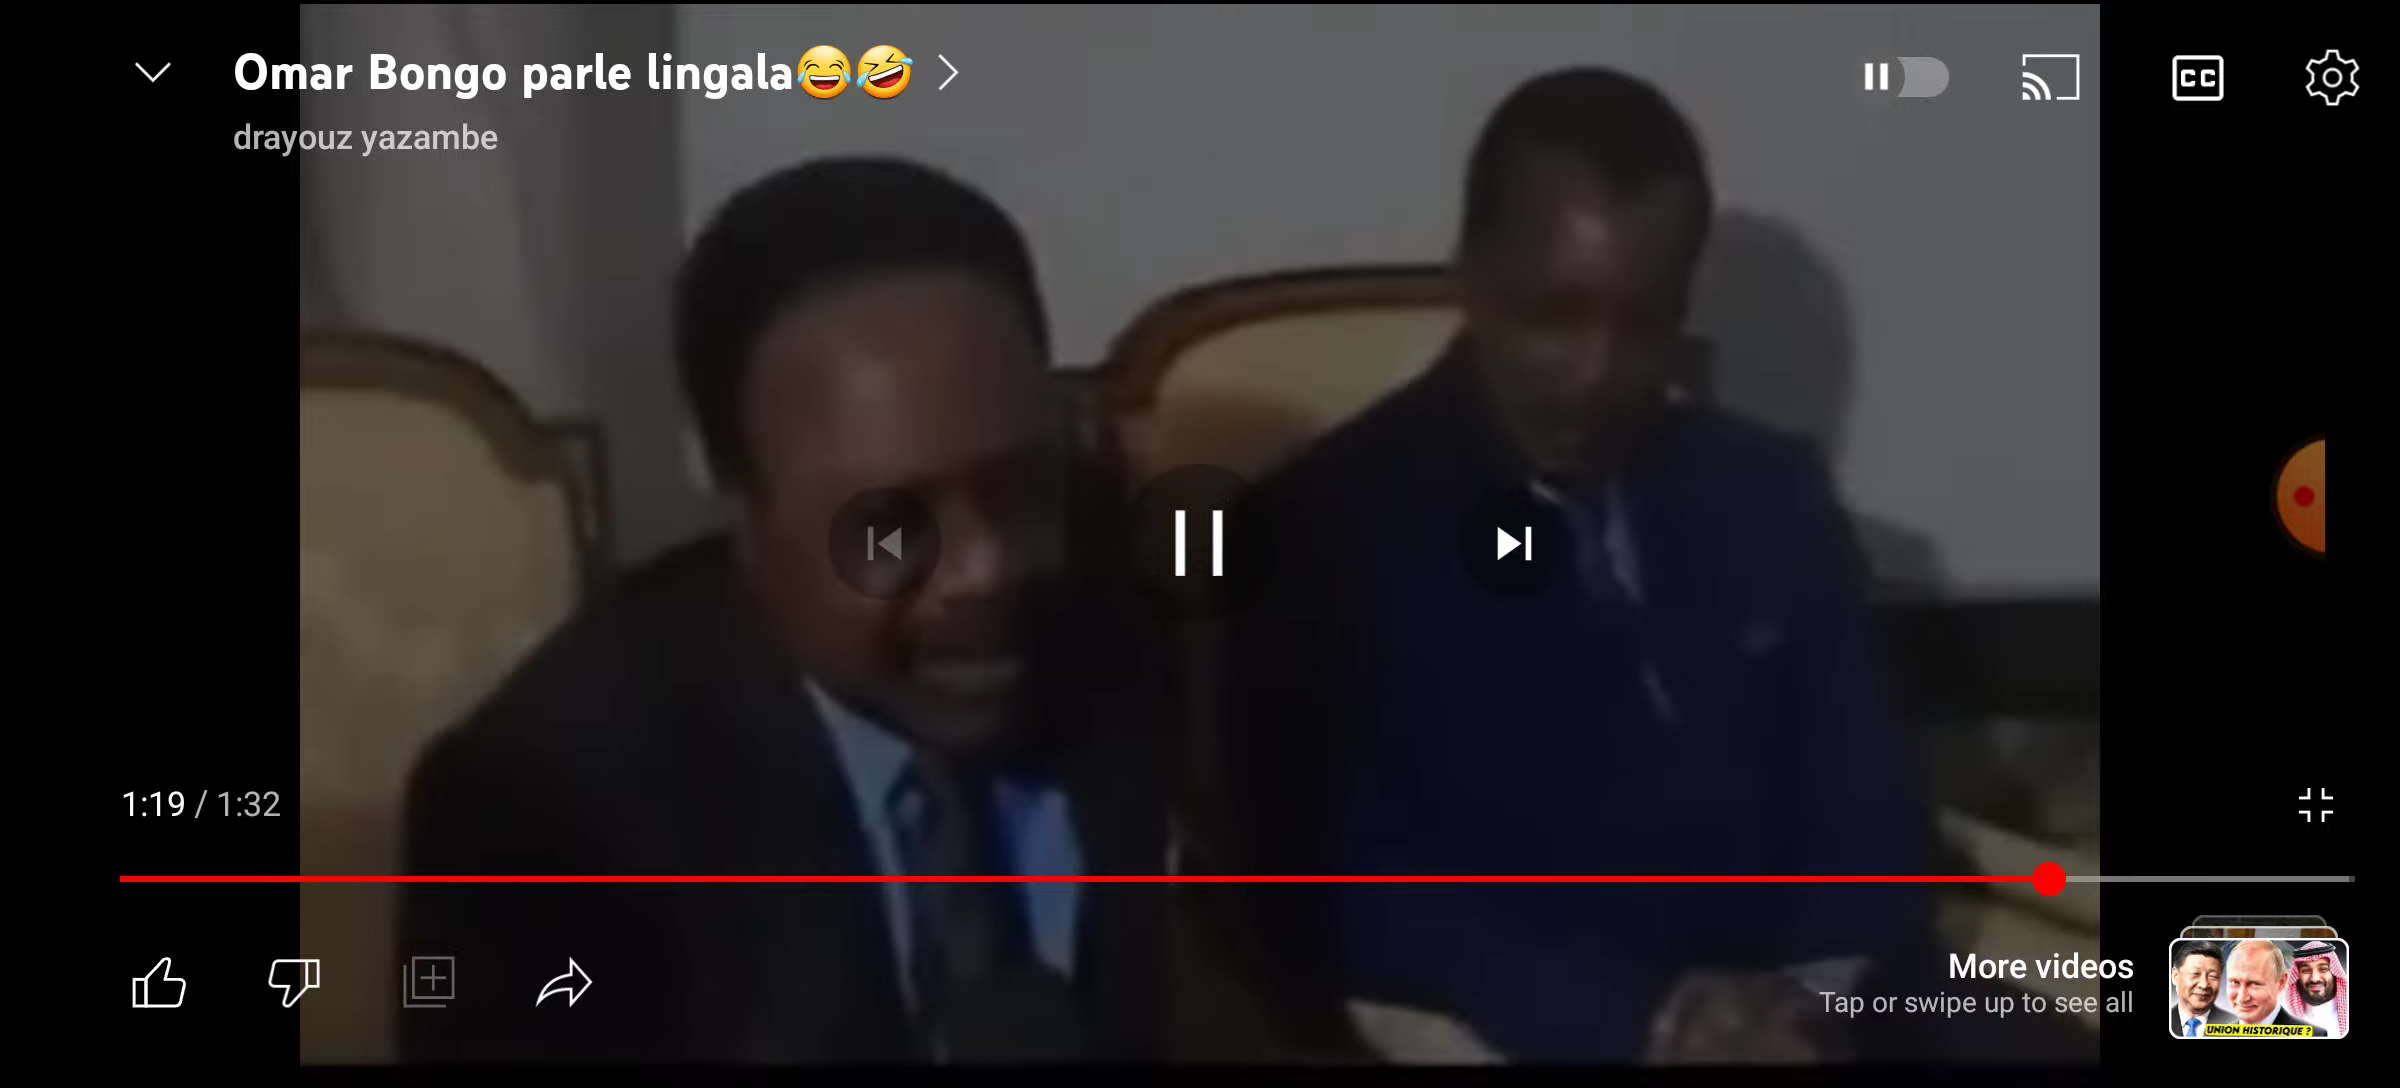 Omar Bongo parle lingala😂🤣
drayouz yazambe
CC
1:19 / 1:32
More videos
Tap or swipe up to see all
UNION HISTORIQUE ?